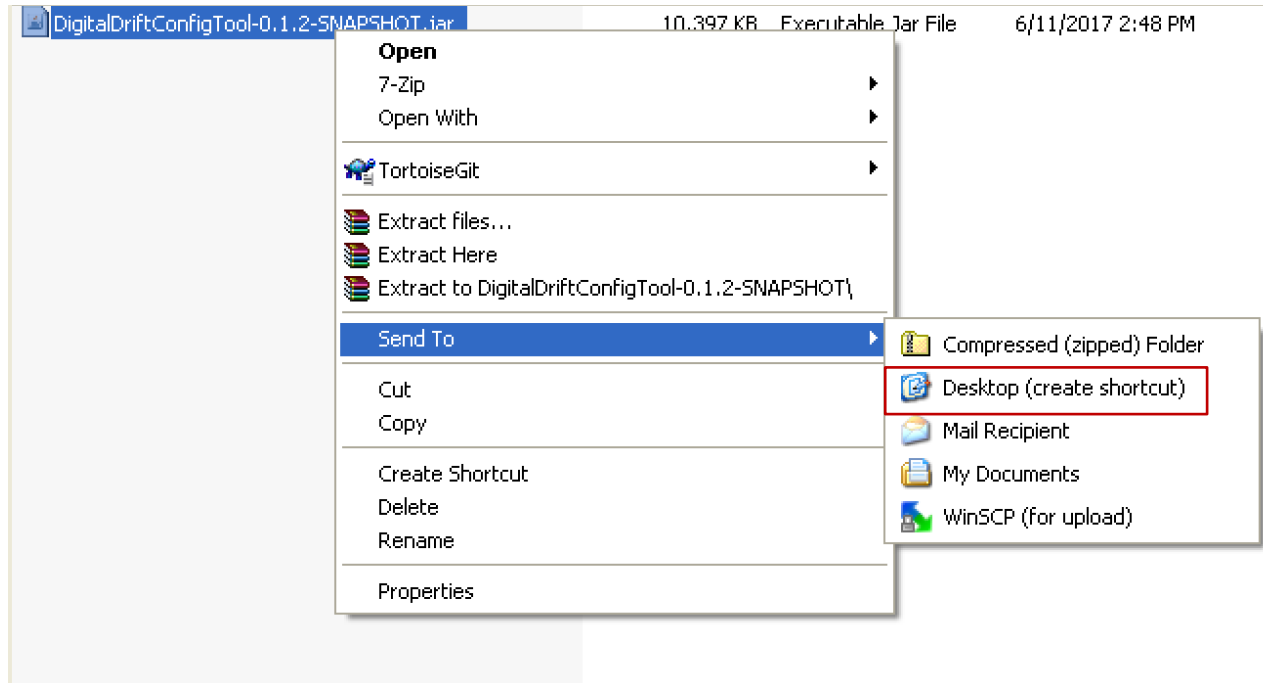 DigitalDriftConfigTool-0.1.2-SNAPSHOT.jar 10,397 KB Executable Jar File 6/11/2017 2:48 PM
Open
7-Zip
Open With
TortoiseGit
Extract files...
Extract Here
Extract to DigitalDriftConfigTool-0.1.2-SNAPSHOT\
Send To
Cut
Copy
Create Shortcut
Delete
Rename
Properties
Compressed (zipped) Folder
Desktop (create shortcut)
Mail Recipient
My Documents
WinSCP (for upload)